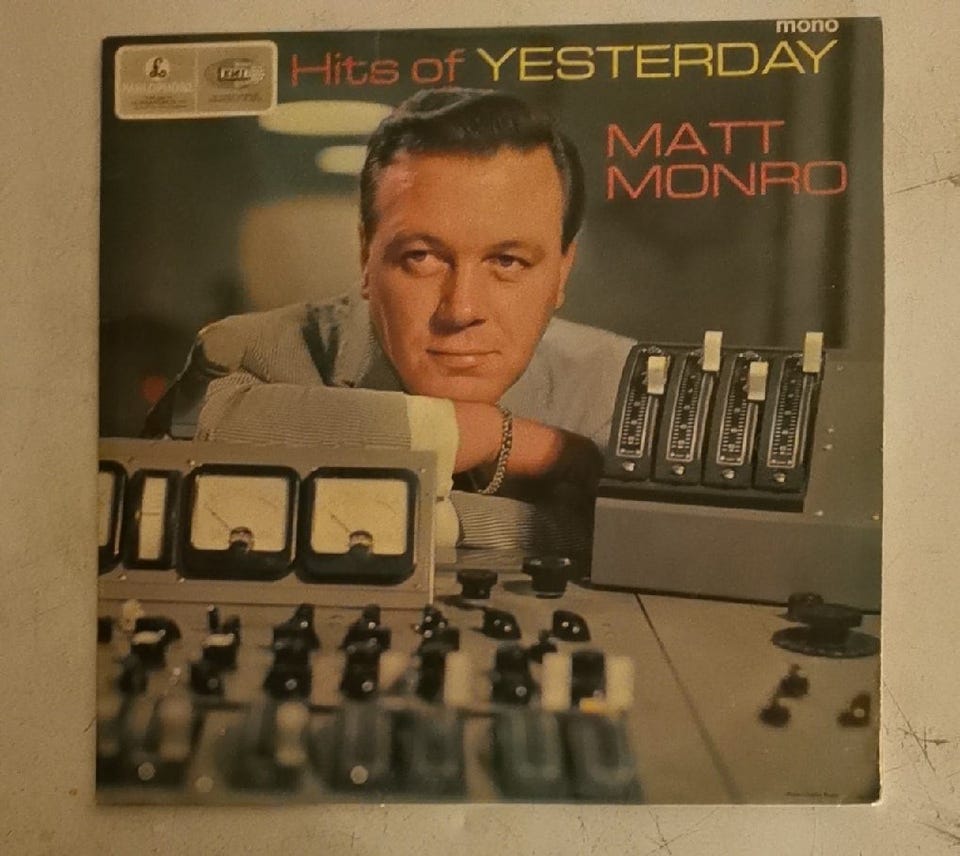 mono
PARLOPHONE
EMI
Hits of YESTERDAY
MATT
MONRO